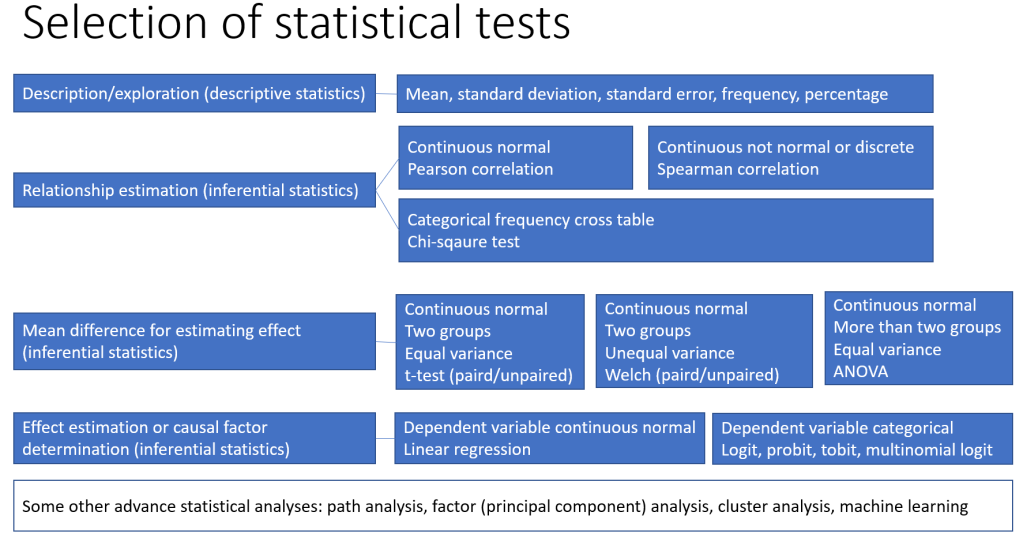 Selection of statistical tests
Description/exploration (descriptive statistics)
Mean, standard deviation, standard error, frequency, percentage
Relationship estimation (inferential statistics)
Continuous normal
Pearson correlation
Continuous not normal or discrete
Spearman correlation
Categorical frequency cross table
Chi-sqaure test
Mean difference for estimating effect
(inferential statistics)
Continuous normal
Two groups
Equal variance
t-test (paird/unpaired)
Continuous normal
Two groups
Unequal variance
Welch (paird/unpaired)
Continuous normal
More than two groups
Equal variance
ANOVA
Effect estimation or causal factor
determination (inferential statistics)
Dependent variable continuous normal
Linear regression
Dependent variable categorical
Logit, probit, tobit, multinomial logit
Some other advance statistical analyses: path analysis, factor (principal component) analysis, cluster analysis, machine learning